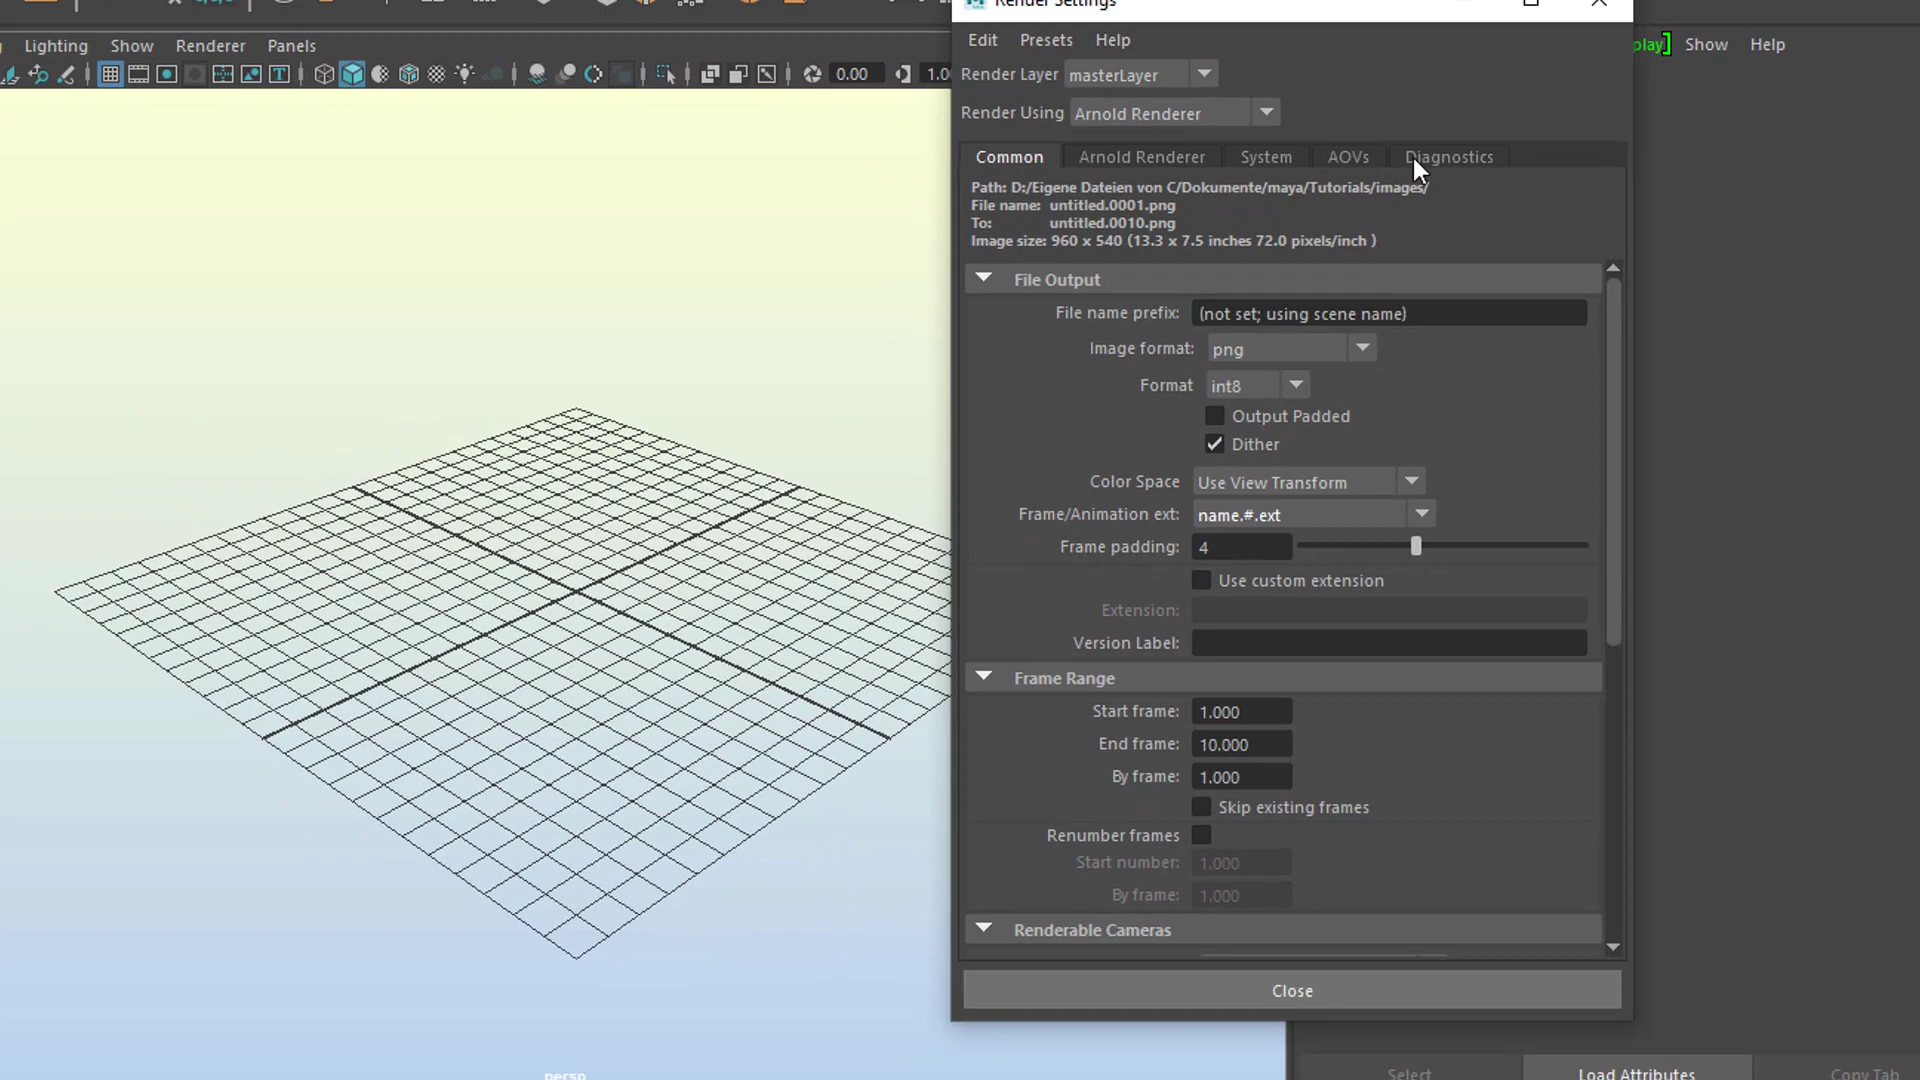 Render Settings
Lighting Show Renderer Panels
Edit Presets Help
play] Show Help
0.00
1.0
Render Layer masterLayer
Render Using Arnold Renderer
Common Arnold Renderer System AOVs Diagnostics
Path: D:/Eigene Dateien von C/Dokumente/maya/Tutorials/images/
File name: untitled.0001.png
To: untitled.0010.png
Image size: 960 x 540 (13.3 x 7.5 inches 72.0 pixels/inch )
File Output
File name prefix: (not set; using scene name)
Image format: png
Format int8
Output Padded
Dither
Color Space Use View Transform
Frame/Animation ext: name.#.ext
Frame padding: 4
Use custom extension
Extension:
Version Label:
Frame Range
Start frame: 1.000
End frame: 10.000
By frame: 1.000
Skip existing frames
Renumber frames
Start number: 1.000
By frame: 1.000
Renderable Cameras
Close
persp
Select Load Attributes Copy Tab